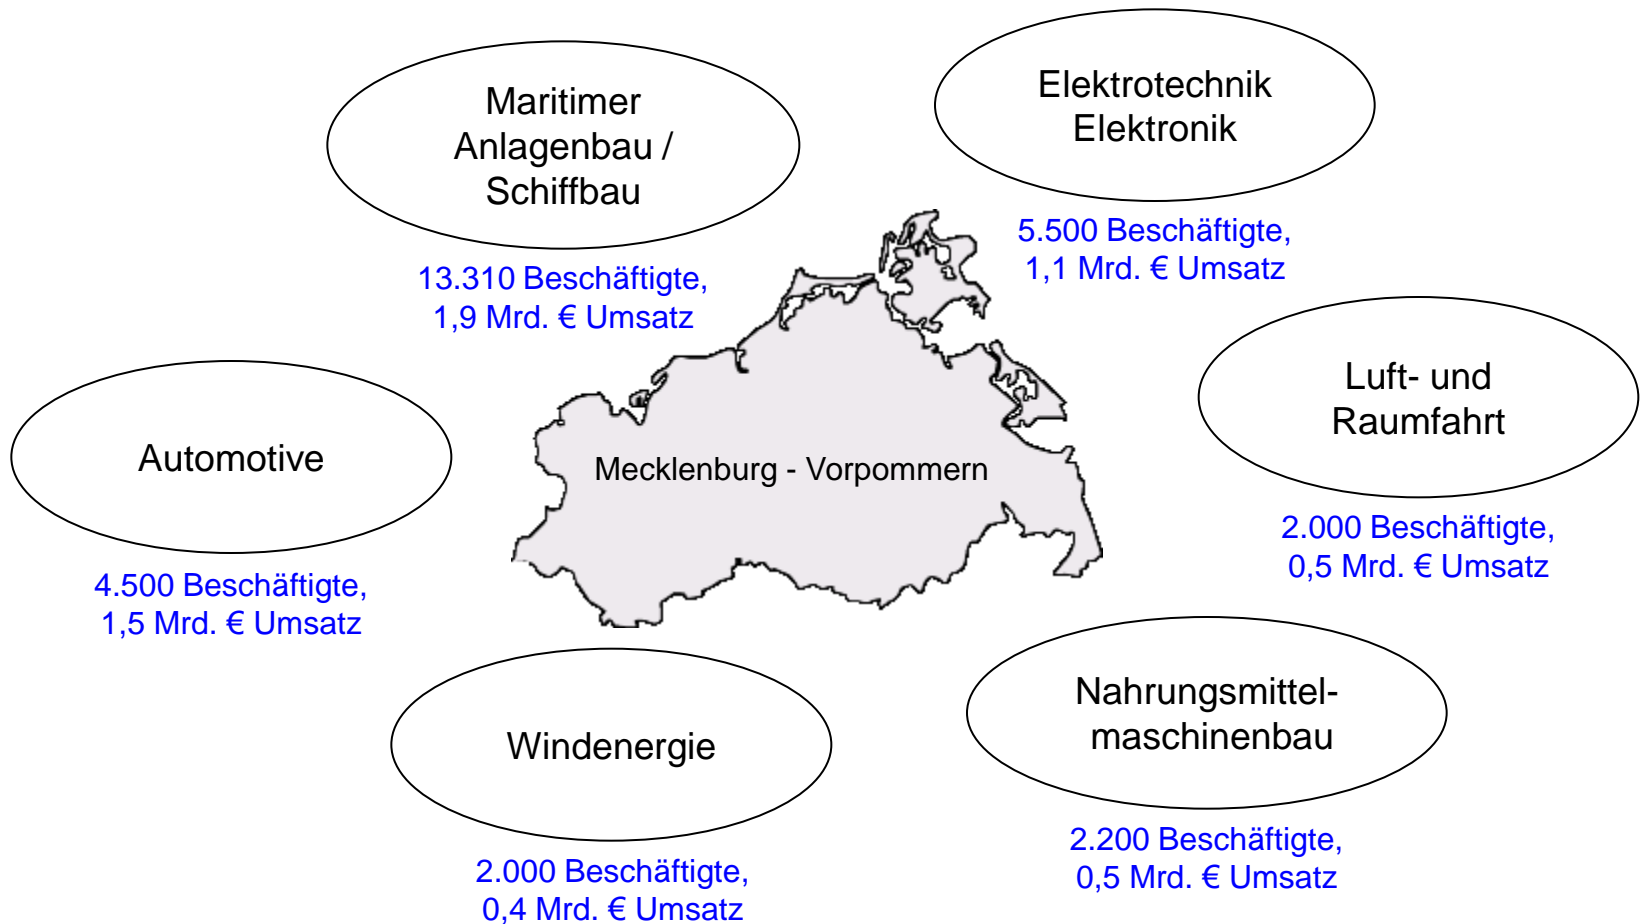 Maritimer
Anlagenbau /
Schiffbau
13.310 Beschäftigte,
1,9 Mrd. € Umsatz
Elektrotechnik
Elektronik
5.500 Beschäftigte,
1,1 Mrd. € Umsatz
Automotive
4.500 Beschäftigte,
1,5 Mrd. € Umsatz
Mecklenburg - Vorpommern
Luft- und
Raumfahrt
2.000 Beschäftigte,
0,5 Mrd. € Umsatz
Windenergie
2.000 Beschäftigte,
0,4 Mrd. € Umsatz
Nahrungsmittel-
maschinenbau
2.200 Beschäftigte,
0,5 Mrd. € Umsatz